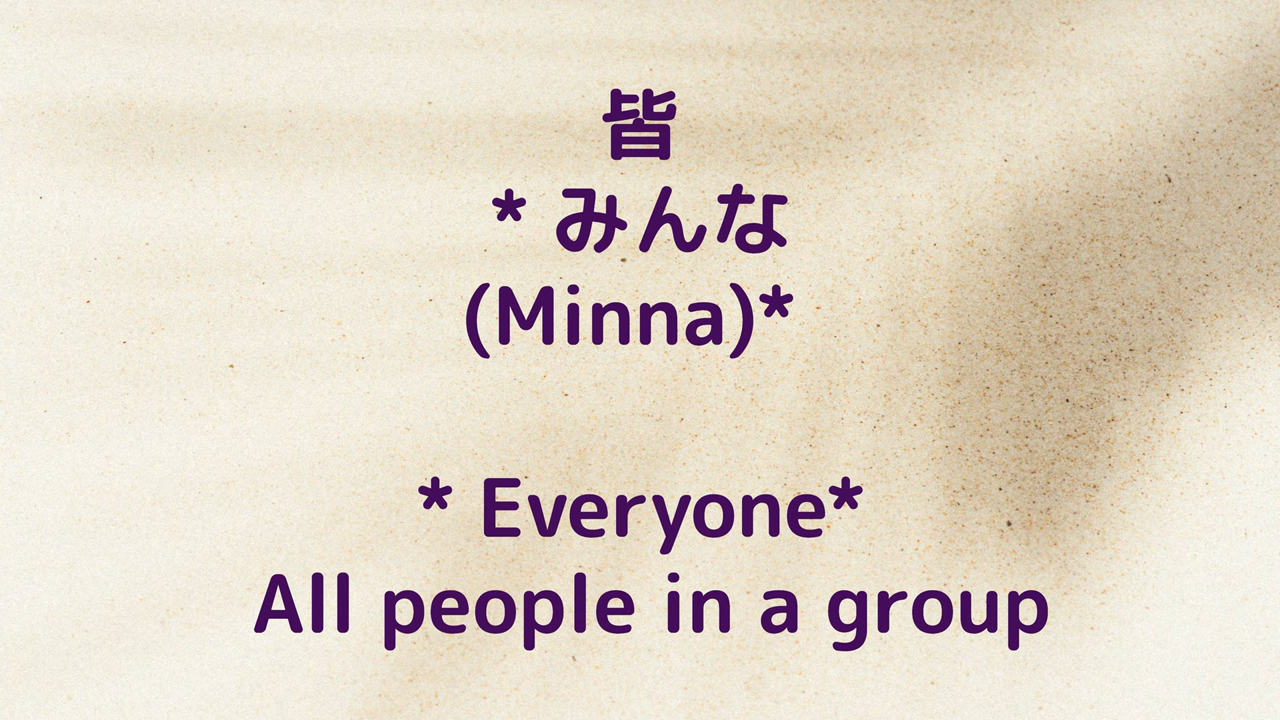 皆
* みんな
(Minna)*
* Everyone*
All people in a group